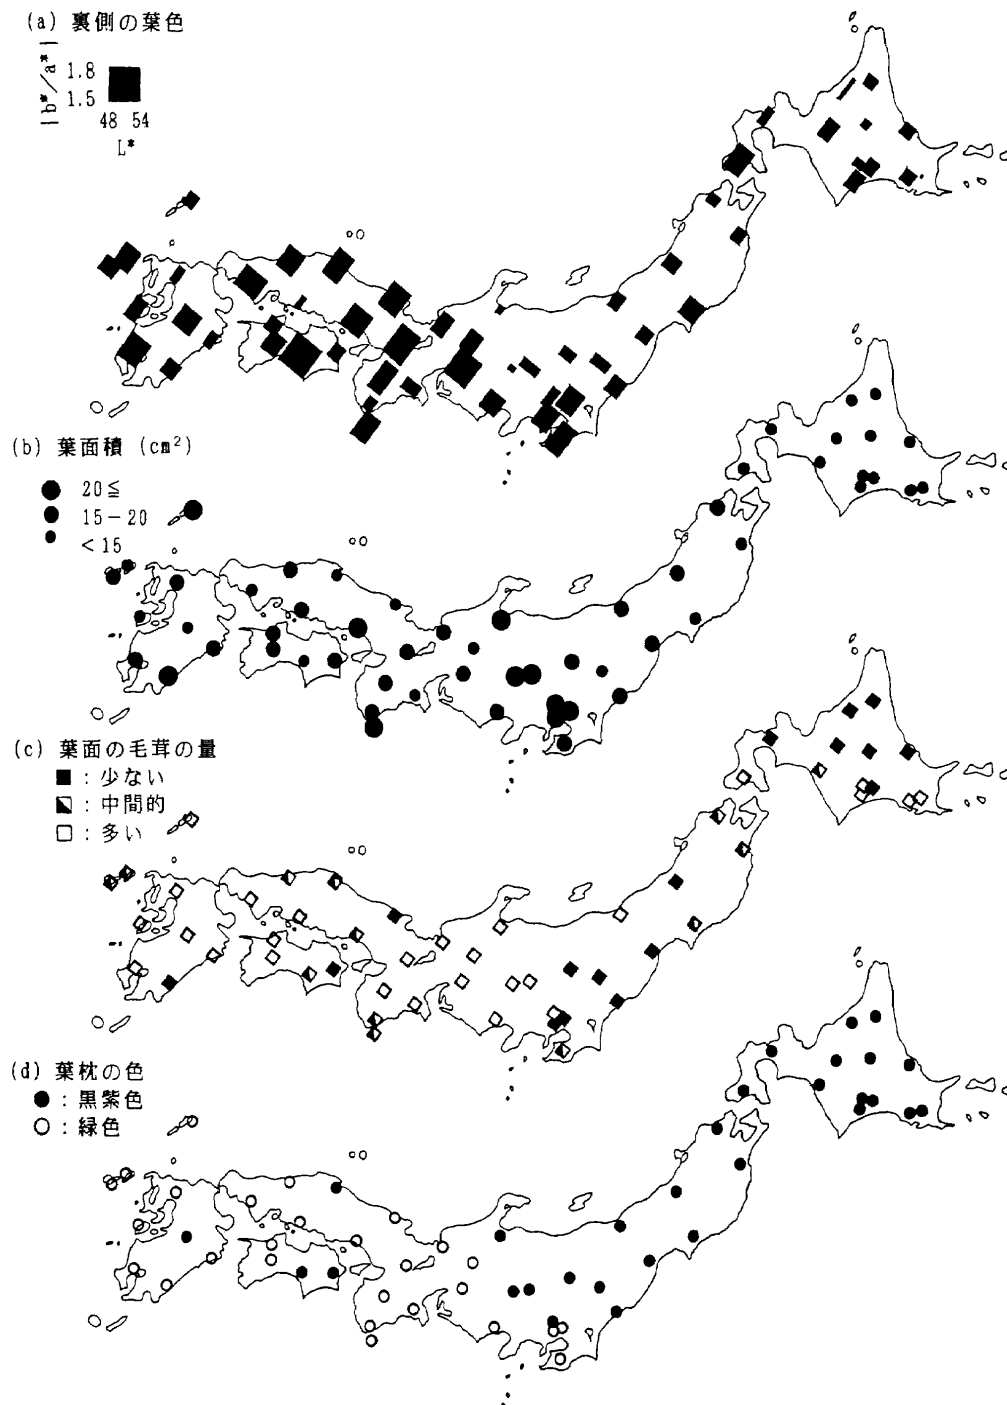 (a) 裏側の葉色
|b*/a*|
1.8
1.5
48 54
L*
(b) 葉面積 (cm²)
20≦
15-20
<15
(c) 葉面の毛茸の量
■:少ない
:中間的
□:多い
(d) 葉枕の色
●:黒紫色
○:緑色